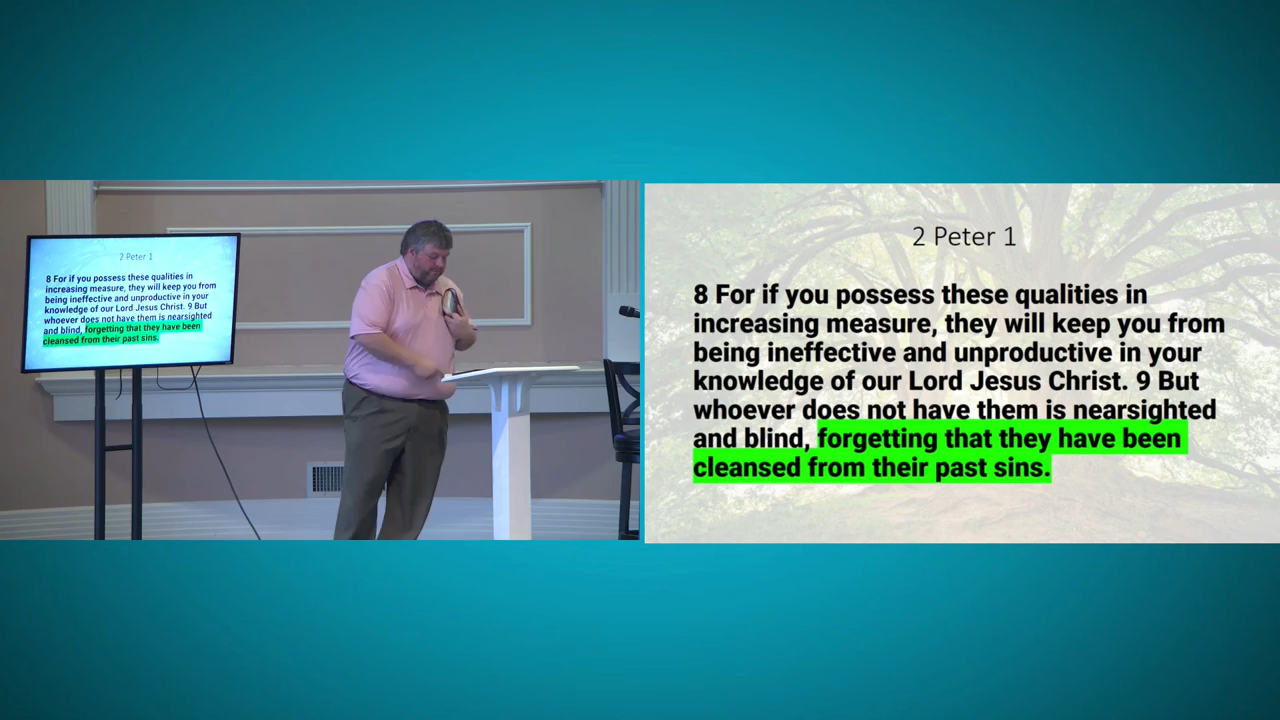 2 Peter 1
8 For if you possess these qualities in
increasing measure, they will keep you from
being ineffective and unproductive in your
knowledge of our Lord Jesus Christ. 9 But
whoever does not have them is nearsighted
and blind, forgetting that they have been
cleansed from their past sins.
2 Peter 1
8 For if you possess these qualities in
increasing measure, they will keep you from
being ineffective and unproductive in your
knowledge of our Lord Jesus Christ. 9 But
whoever does not have them is nearsighted
and blind, forgetting that they have been
cleansed from their past sins.